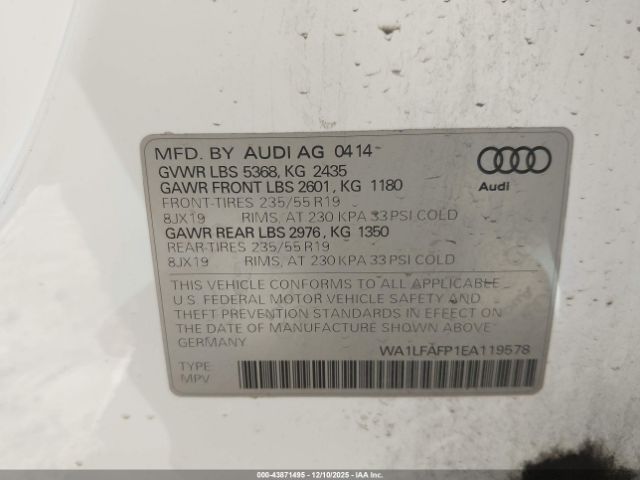 MFD. BY AUDI AG 0414
GVWR LBS 5368, KG 2435
GAWR FRONT LBS 2601, KG 1180
FRONT-TIRES 235/55 R19
8JX19 RIMS, AT 230 KPA 33 PSI COLD
GAWR REAR LBS 2976, KG 1350
REAR-TIRES 235/55 R19
8JX19 RIMS, AT 230 KPA 33 PSI COLD
Audi
THIS VEHICLE CONFORMS TO ALL APPLICABLE
U.S. FEDERAL MOTOR VEHICLE SAFETY AND
THEFT PREVENTION STANDARDS IN EFFECT ON
THE DATE OF MANUFACTURE SHOWN ABOVE.
GERMANY
WA1LFAFP1EA119578
TYPE:
MPV
00-43871495 - 12/10/2025 - IAAI.COM